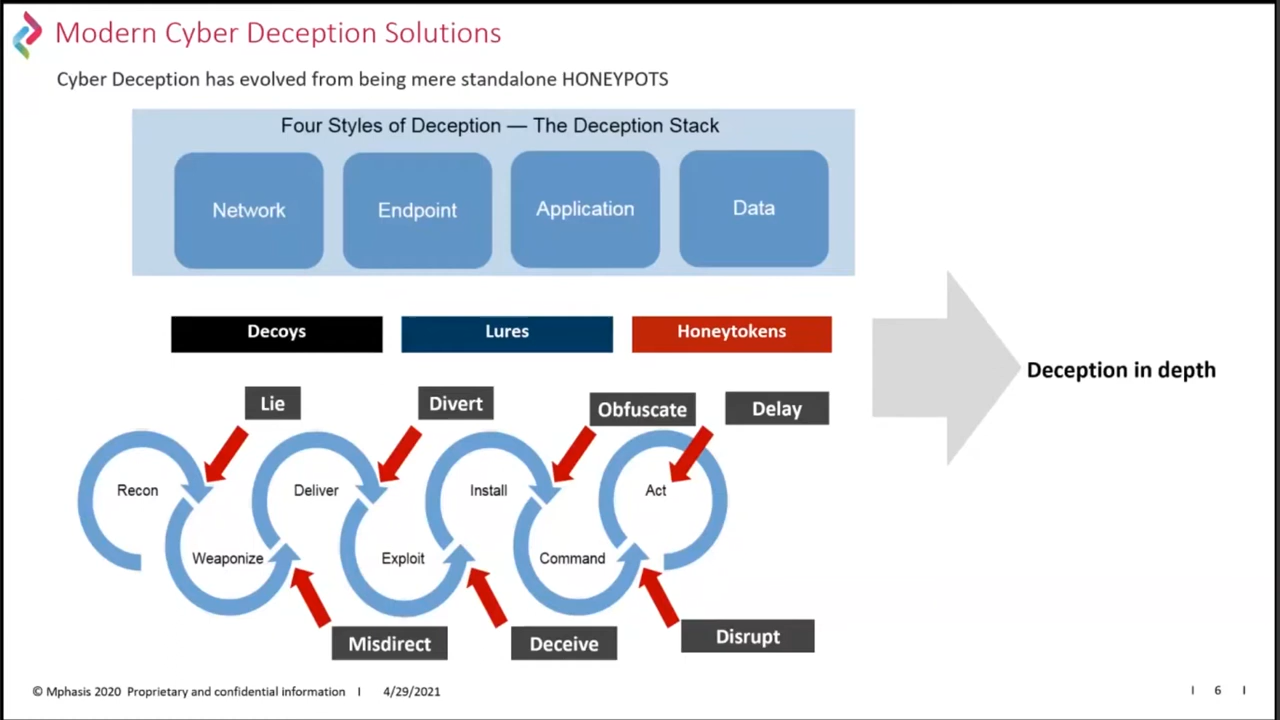 Modern Cyber Deception Solutions
Cyber Deception has evolved from being mere standalone HONEYPOTS
Four Styles of Deception — The Deception Stack
Network
Endpoint
Application
Data
Decoys
Lures
Honeytokens
Deception in depth
Lie
Divert
Obfuscate
Delay
Recon
Deliver
Install
Act
Weaponize
Exploit
Command
Misdirect
Deceive
Disrupt
© Mphasis 2020 Proprietary and confidential information I 4/29/2021
I 6 I